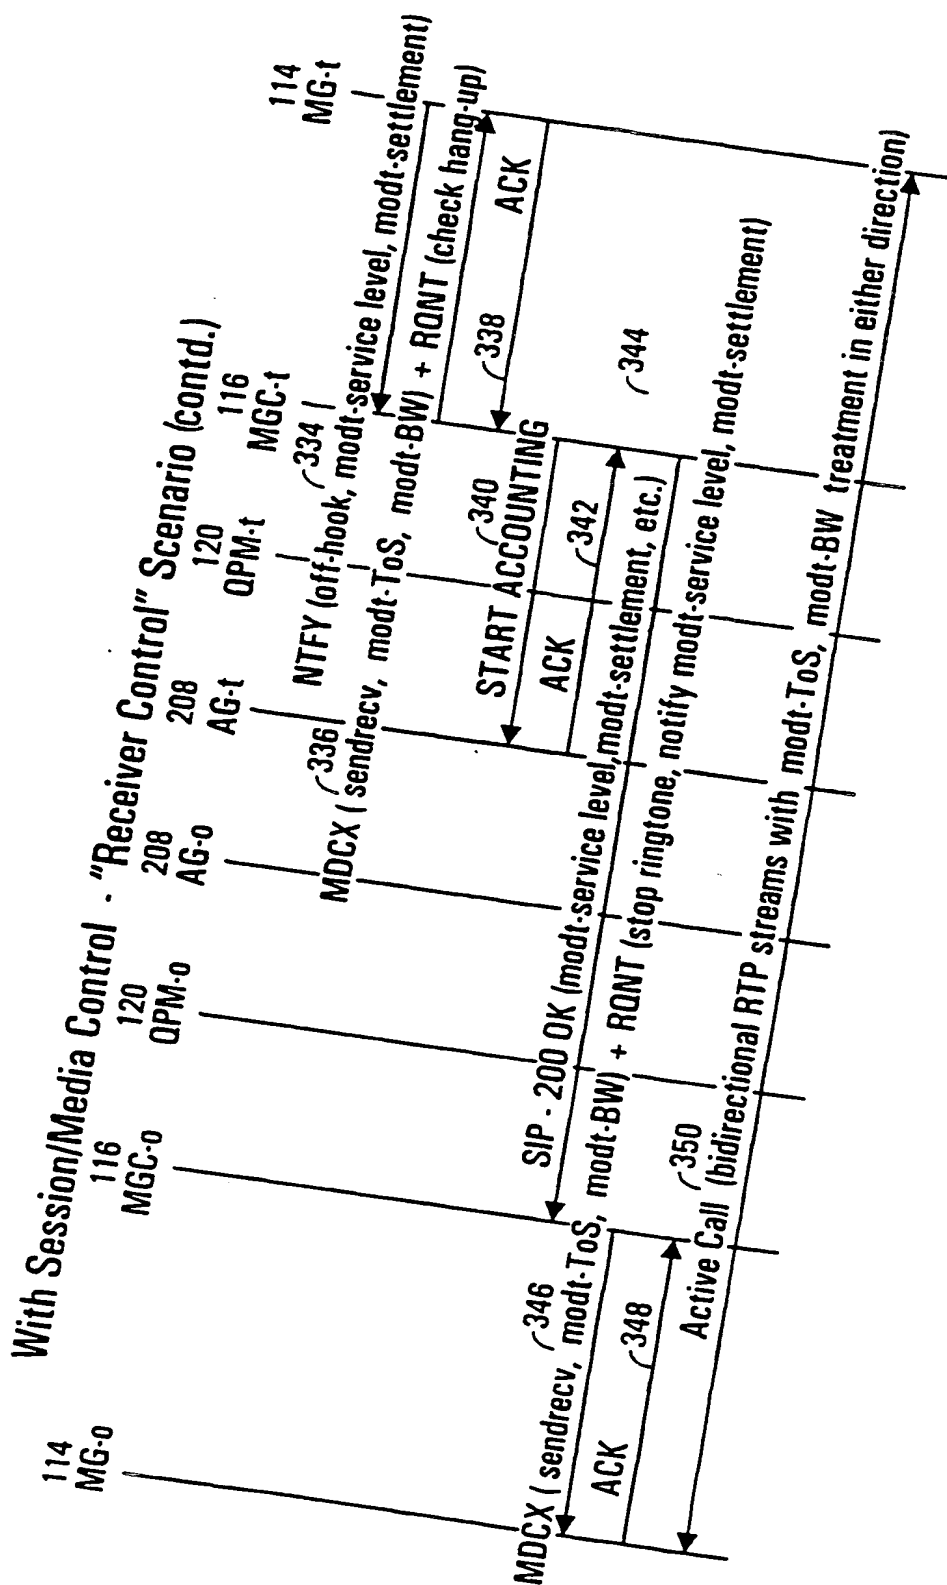 With Session/Media Control - "Receiver Control" Scenario (contd.)
114
MG-o
116
MGC-o
120
QPM-o
208
AG-o
208
AG-t
120
QPM-t
116
MGC-t
114
MG-t
334
NTFY (off-hook, modt-service level, modt-settlement)
336
MDCX ( sendrecv, modt-ToS, modt-BW) + RQNT (check hang-up)
338
ACK
340
START ACCOUNTING
342
ACK
344
SIP - 200 OK (modt-service level,modt-settlement, etc.)
346
MDCX ( sendrecv, modt-ToS, modt-BW) + RQNT (stop ringtone, notify modt-service level, modt-settlement)
348
ACK
350
Active Call (bidirectional RTP streams with modt-ToS, modt-BW treatment in either direction)